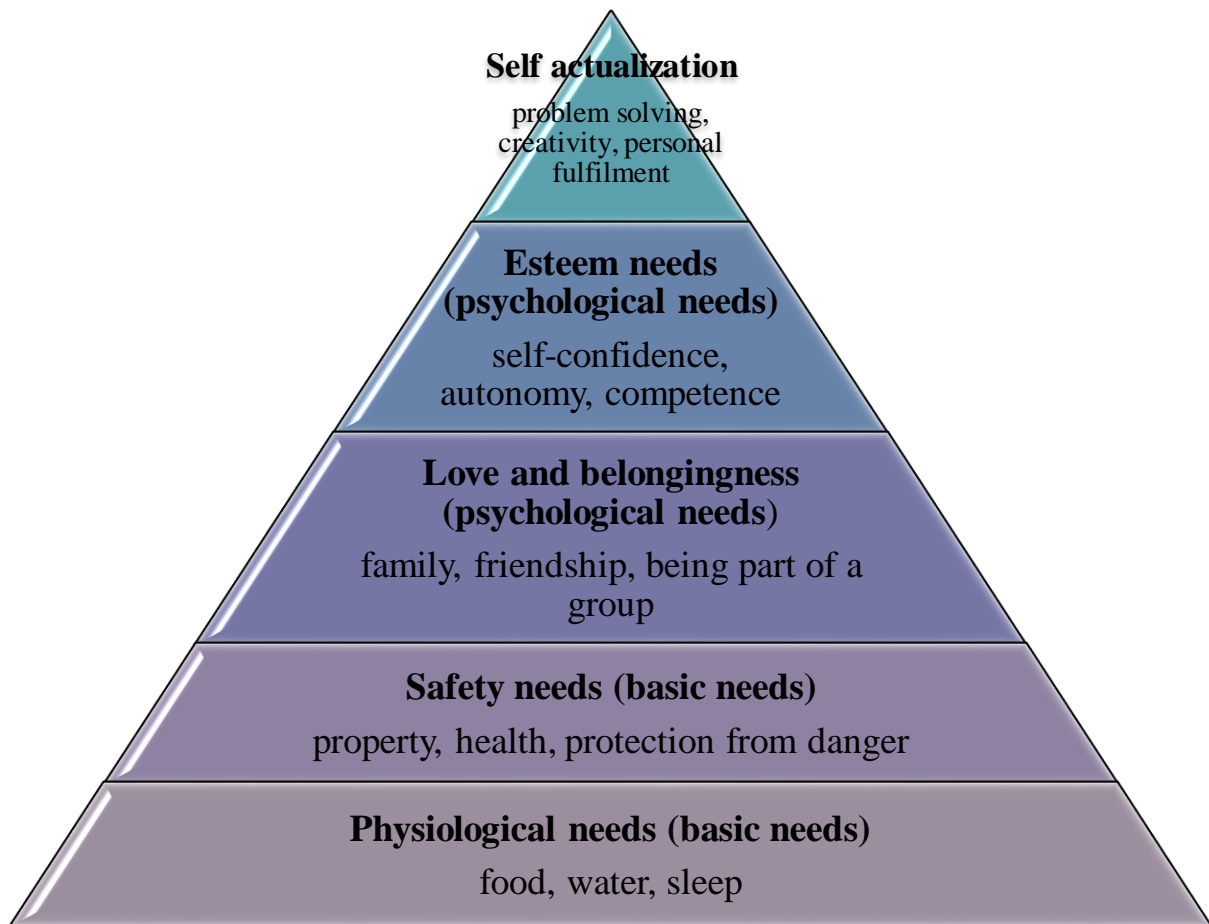 Self actualization
problem solving,
creativity, personal
fulfilment
Esteem needs
(psychological needs)
self-confidence,
autonomy, competence
Love and belongingness
(psychological needs)
family, friendship, being part of a
group
Safety needs (basic needs)
property, health, protection from danger
Physiological needs (basic needs)
food, water, sleep